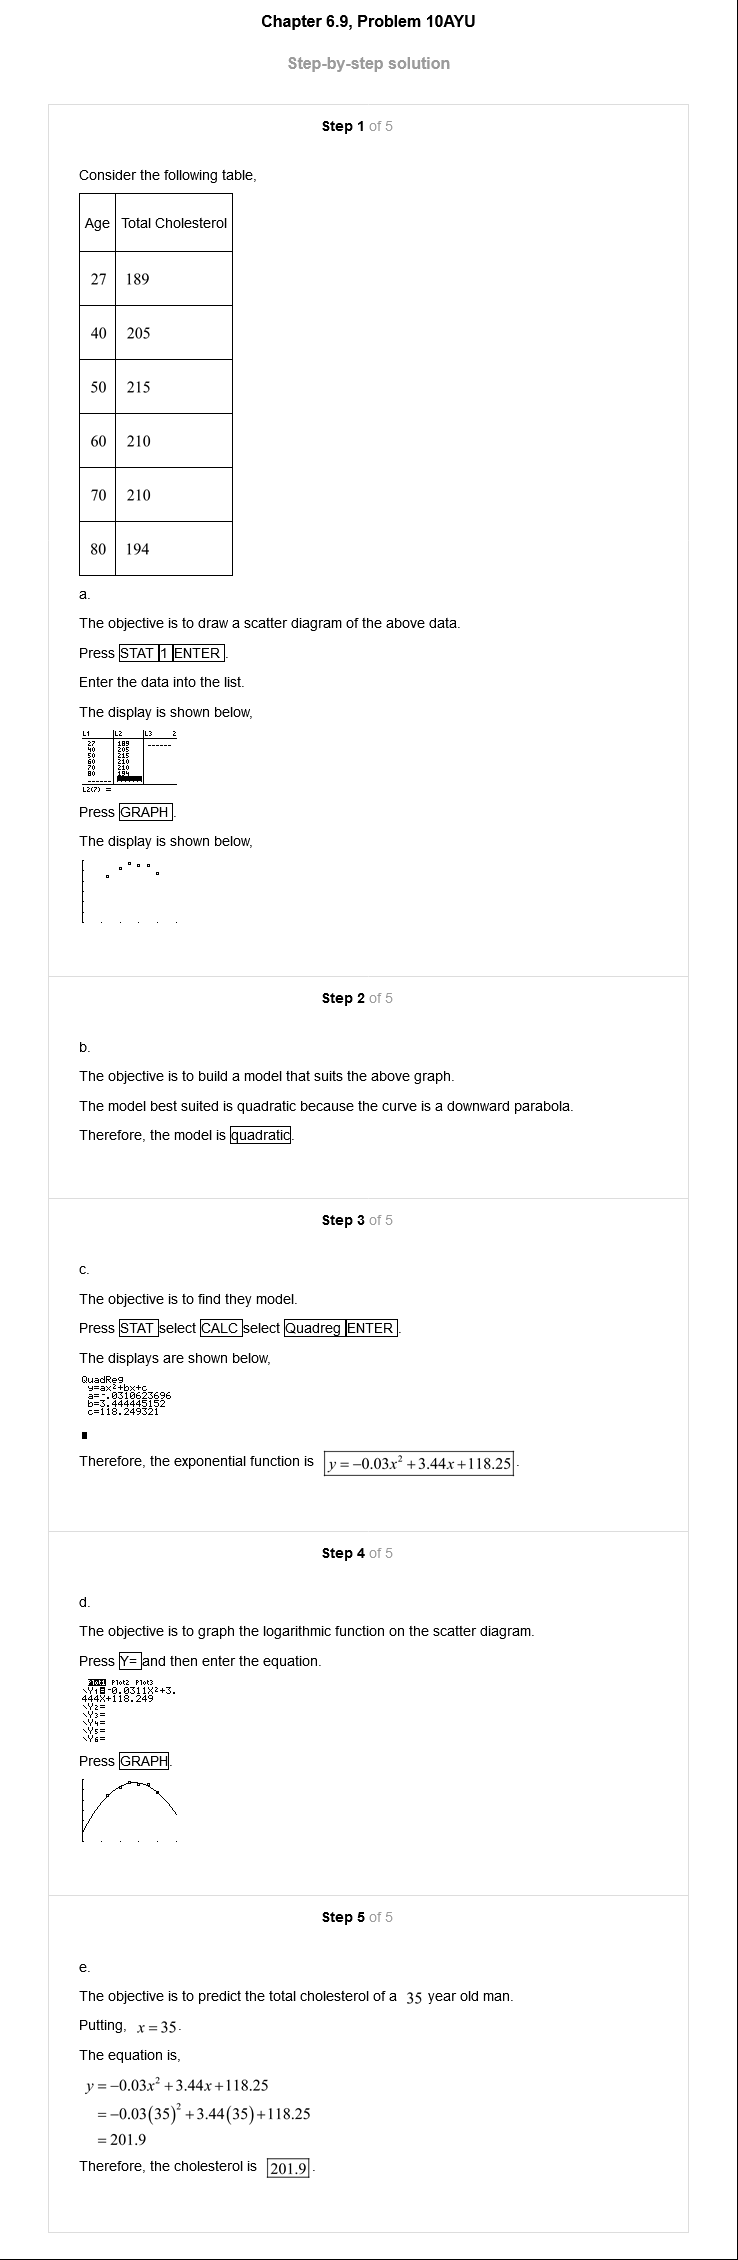 Chapter 6.9, Problem 10AYU
Step-by-step solution
Step 1 of 5
Consider the following table,
Age Total Cholesterol
27 189
40 205
50 215
60 210
70 210
80 194
a.
The objective is to draw a scatter diagram of the above data.
Press STAT 1 ENTER.
Enter the data into the list.
The display is shown below,
L1 L2 L3 2
27 189 ------
40 205
50 215
60 210
70 210
80 194
------
L2(7) =
Press GRAPH.
The display is shown below,
Step 2 of 5
b.
The objective is to build a model that suits the above graph.
The model best suited is quadratic because the curve is a downward parabola.
Therefore, the model is quadratic.
Step 3 of 5
c.
The objective is to find they model.
Press STAT select CALC select Quadreg ENTER.
The displays are shown below,
QuadReg
y=ax²+bx+c
a=-.0310623696
b=3.444445152
c=118.249321
Therefore, the exponential function is y = −0.03x² + 3.44x + 118.25.
Step 4 of 5
d.
The objective is to graph the logarithmic function on the scatter diagram.
Press Y= and then enter the equation.
Plot1 Plot2 Plot3
\Y1=-0.0311X²+3.
444X+118.249
\Y2=
\Y3=
\Y4=
\Y5=
\Y6=
Press GRAPH.
Step 5 of 5
e.
The objective is to predict the total cholesterol of a 35 year old man.
Putting, x = 35.
The equation is,
y = −0.03x² + 3.44x + 118.25
= −0.03(35)² + 3.44(35) + 118.25
= 201.9
Therefore, the cholesterol is 201.9.